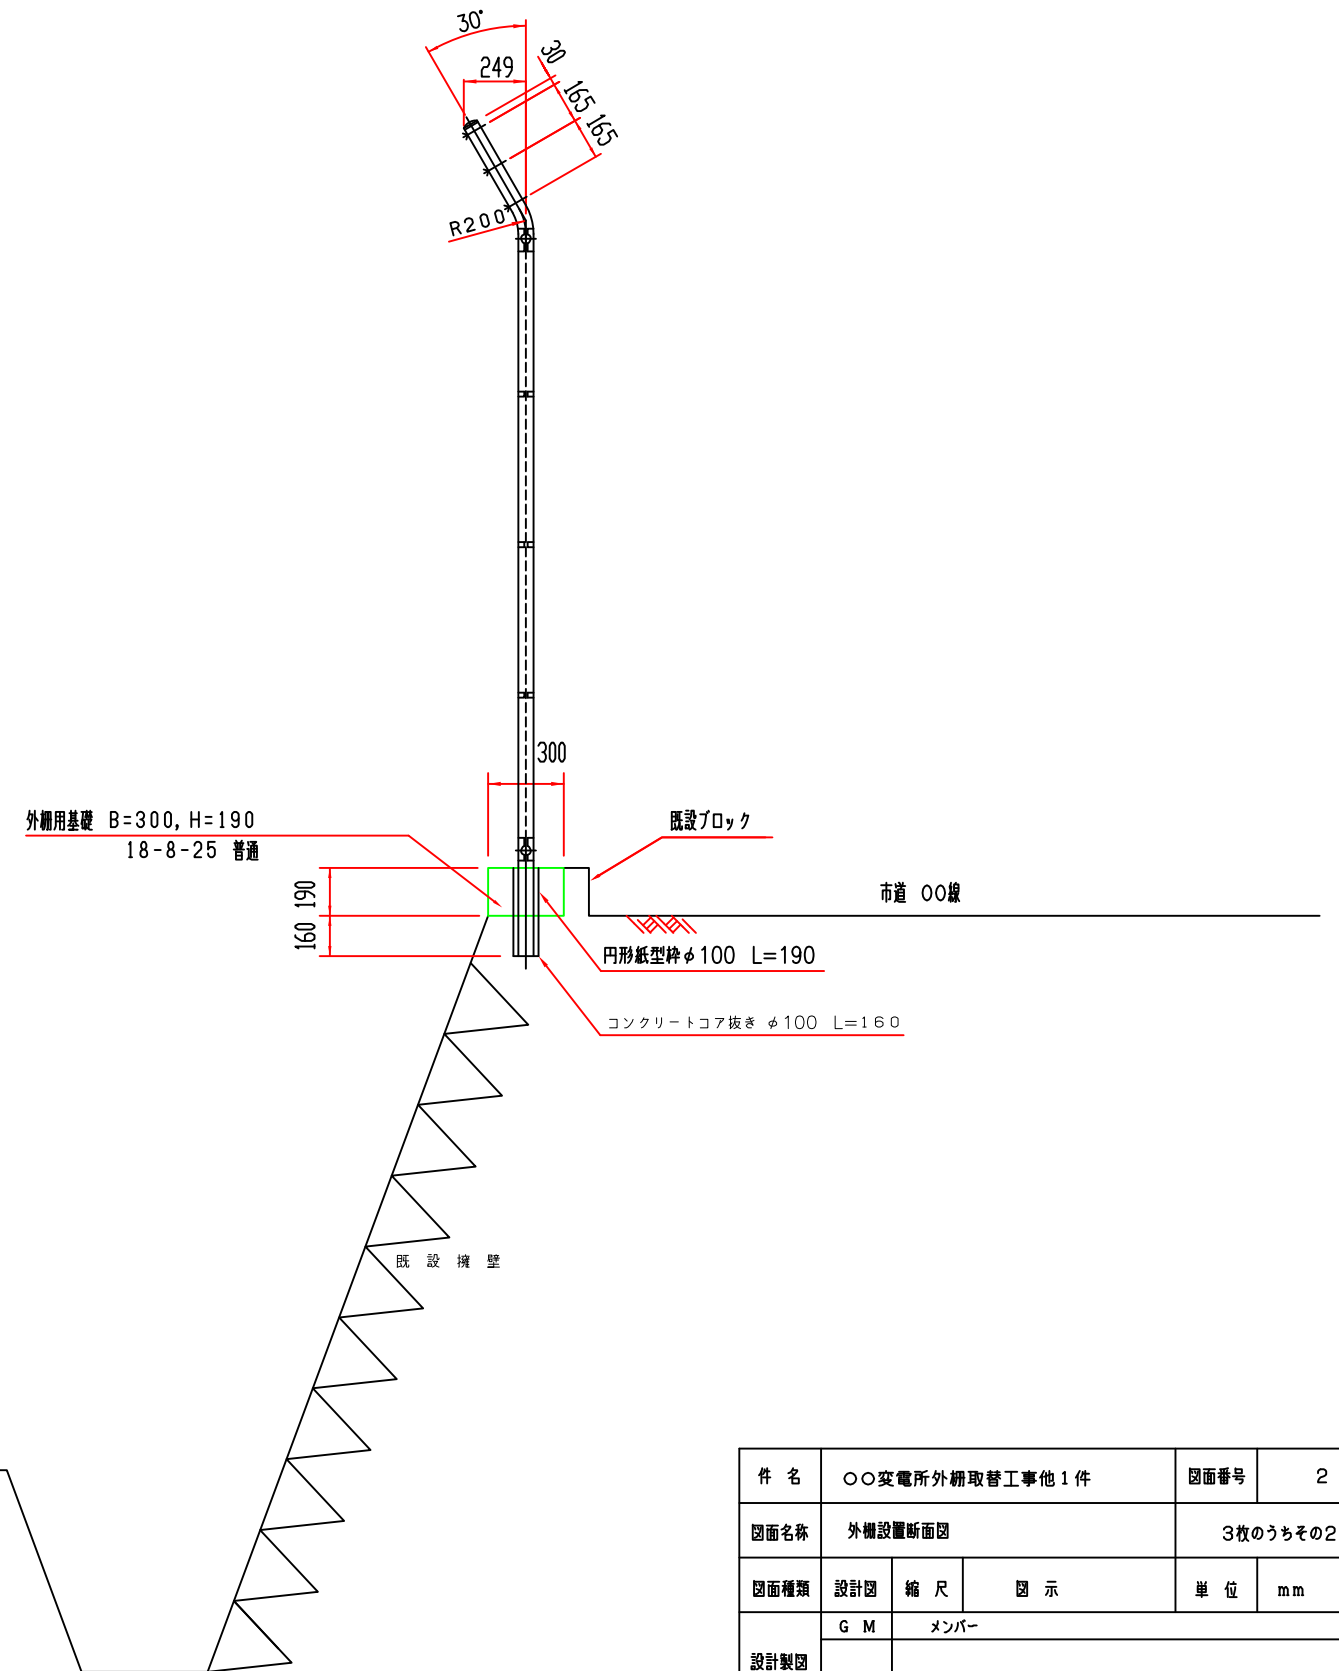 30°
249
30
165
165
R200
300
外柵用基礎 B=300, H=190
18-8-25 普通
既設ブロック
190
160
市道 〇〇線
円形紙型枠φ100 L=190
コンクリートコア抜き φ100 L=160
既設擁壁
件 名 〇〇変電所外柵取替工事他1件 図面番号 2
図面名称 外柵設置断面図 3枚のうちその2
図面種類 設計図 縮 尺 図 示 単 位 mm
G M メンバー
設計製図